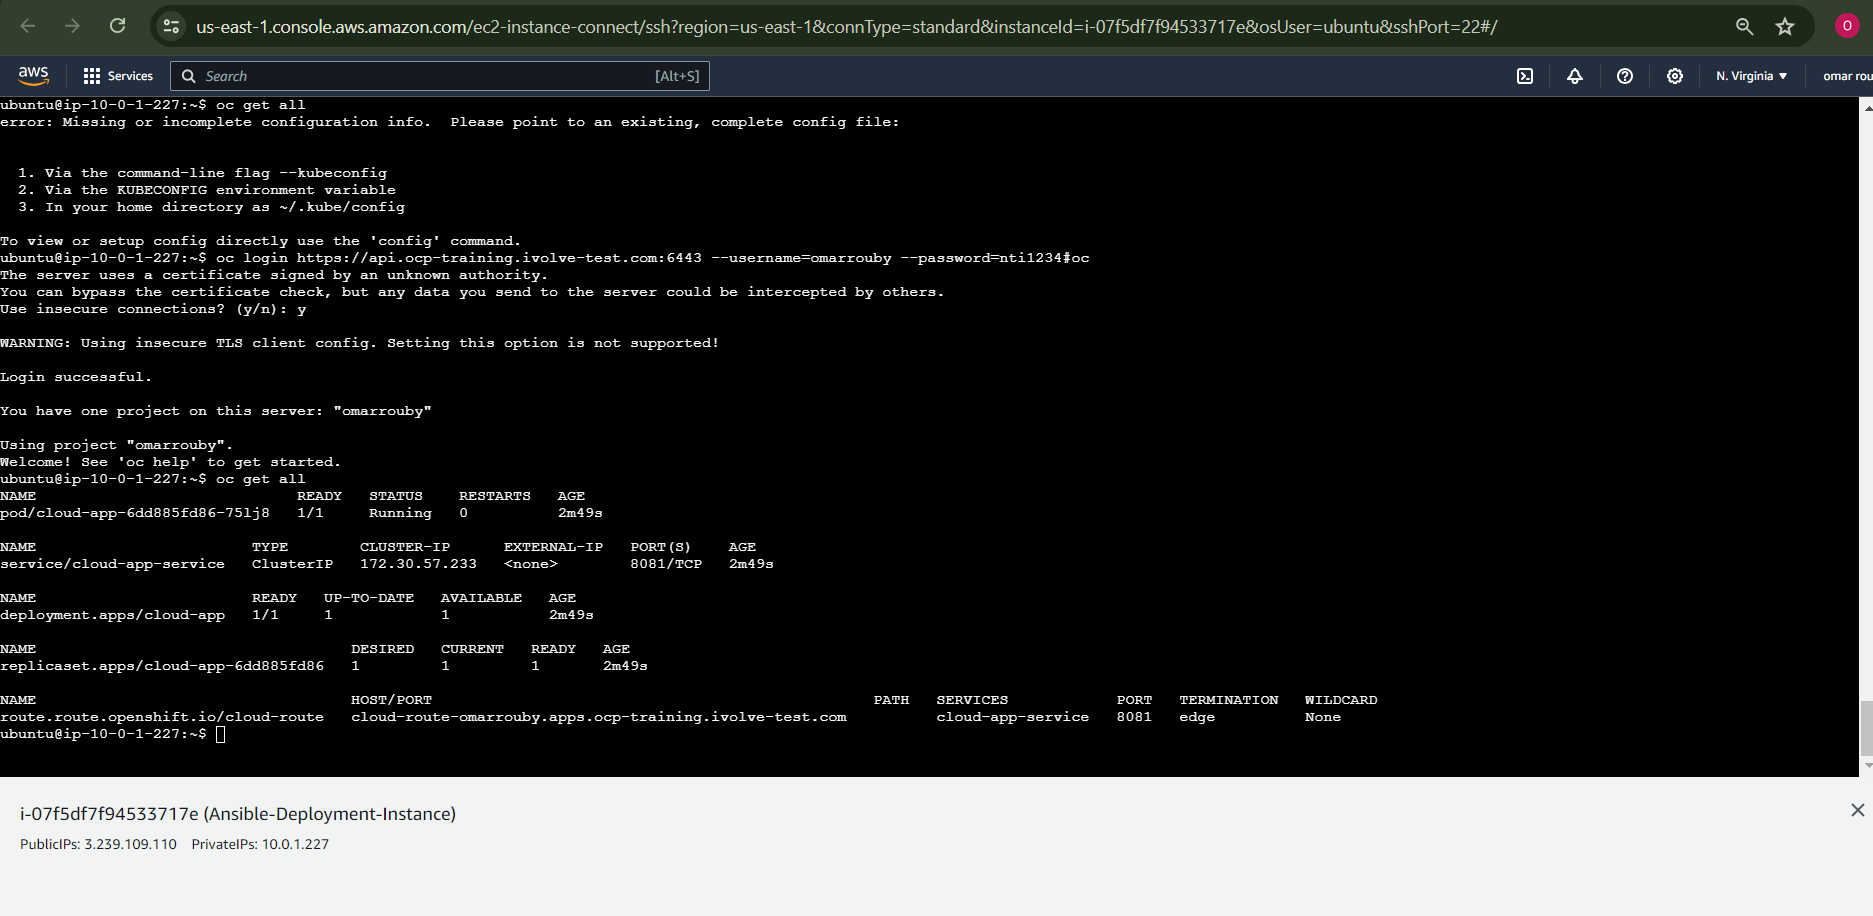 us-east-1.console.aws.amazon.com/ec2-instance-connect/ssh?region=us-east-1&connType=standard&instanceId=i-07f5df7f94533717e&osUser=ubuntu&sshPort=22#/
O
aws
Services
Search
[Alt+S]
N. Virginia
omar rou
ubuntu@ip-10-0-1-227:~$ oc get all
error: Missing or incomplete configuration info.  Please point to an existing, complete config file:
1. Via the command-line flag --kubeconfig
2. Via the KUBECONFIG environment variable
3. In your home directory as ~/.kube/config
To view or setup config directly use the 'config' command.
ubuntu@ip-10-0-1-227:~$ oc login https://api.ocp-training.ivolve-test.com:6443 --username=omarrouby --password=nti1234#oc
The server uses a certificate signed by an unknown authority.
You can bypass the certificate check, but any data you send to the server could be intercepted by others.
Use insecure connections? (y/n): y
WARNING: Using insecure TLS client config. Setting this option is not supported!
Login successful.
You have one project on this server: "omarrouby"
Using project "omarrouby".
Welcome! See 'oc help' to get started.
ubuntu@ip-10-0-1-227:~$ oc get all
NAME READY STATUS RESTARTS AGE
pod/cloud-app-6dd885fd86-75lj8 1/1 Running 0 2m49s
NAME TYPE CLUSTER-IP EXTERNAL-IP PORT(S) AGE
service/cloud-app-service ClusterIP 172.30.57.233 <none> 8081/TCP 2m49s
NAME READY UP-TO-DATE AVAILABLE AGE
deployment.apps/cloud-app 1/1 1 1 2m49s
NAME DESIRED CURRENT READY AGE
replicaset.apps/cloud-app-6dd885fd86 1 1 1 2m49s
NAME HOST/PORT PATH SERVICES PORT TERMINATION WILDCARD
route.route.openshift.io/cloud-route cloud-route-omarrouby.apps.ocp-training.ivolve-test.com cloud-app-service 8081 edge None
ubuntu@ip-10-0-1-227:~$
i-07f5df7f94533717e (Ansible-Deployment-Instance)
PublicIPs: 3.239.109.110 PrivateIPs: 10.0.1.227